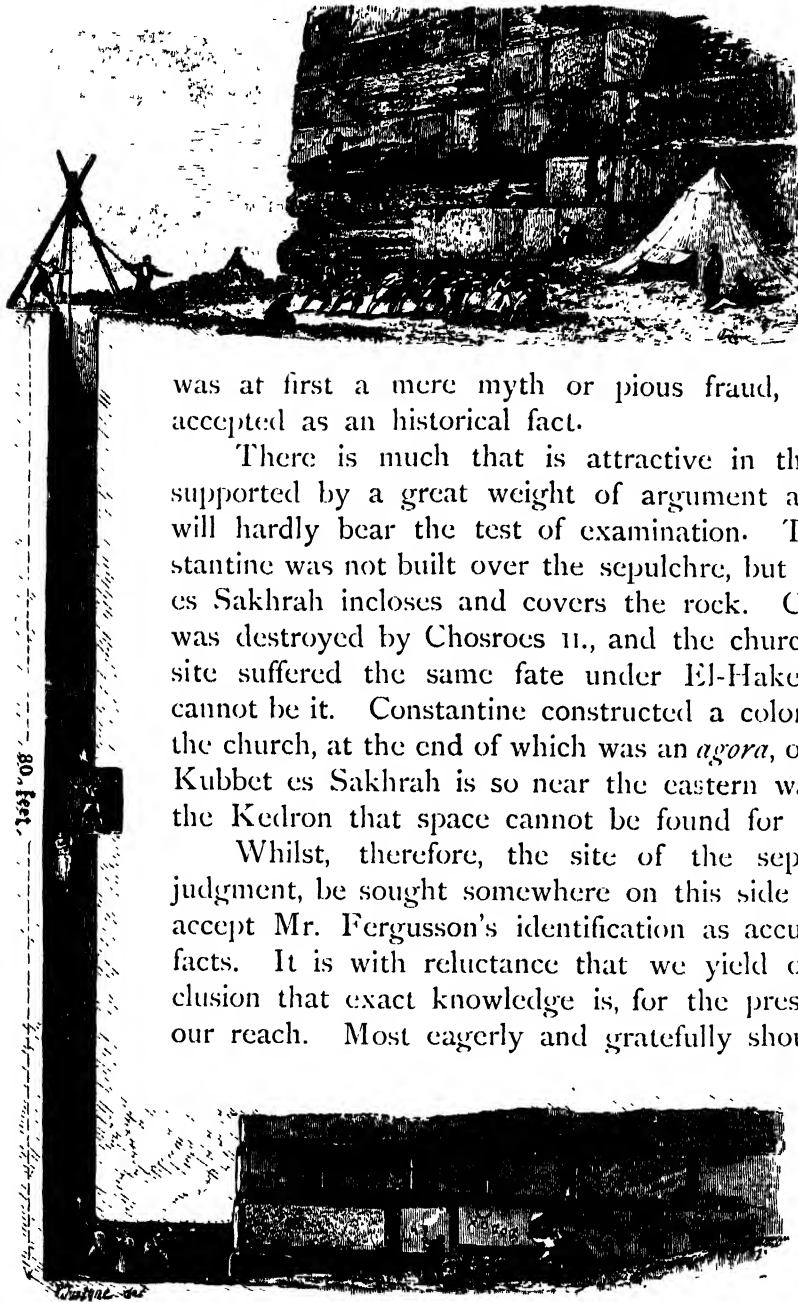 was at first a mere myth or pious fraud,
accepted as an historical fact.
There is much that is attractive in th
supported by a great weight of argument a
will hardly bear the test of examination. T
stantine was not built over the sepulchre, but
es Sakhrah incloses and covers the rock. C
was destroyed by Chosroes II., and the churc
site suffered the same fate under El-Hake
cannot be it. Constantine constructed a color
the church, at the end of which was an agora, o
Kubbet es Sakhrah is so near the eastern wa
the Kedron that space cannot be found for
Whilst, therefore, the site of the sep
judgment, be sought somewhere on this side
accept Mr. Fergusson's identification as accu
facts. It is with reluctance that we yield o
clusion that exact knowledge is, for the pres
our reach. Most eagerly and gratefully shou
80. feet.